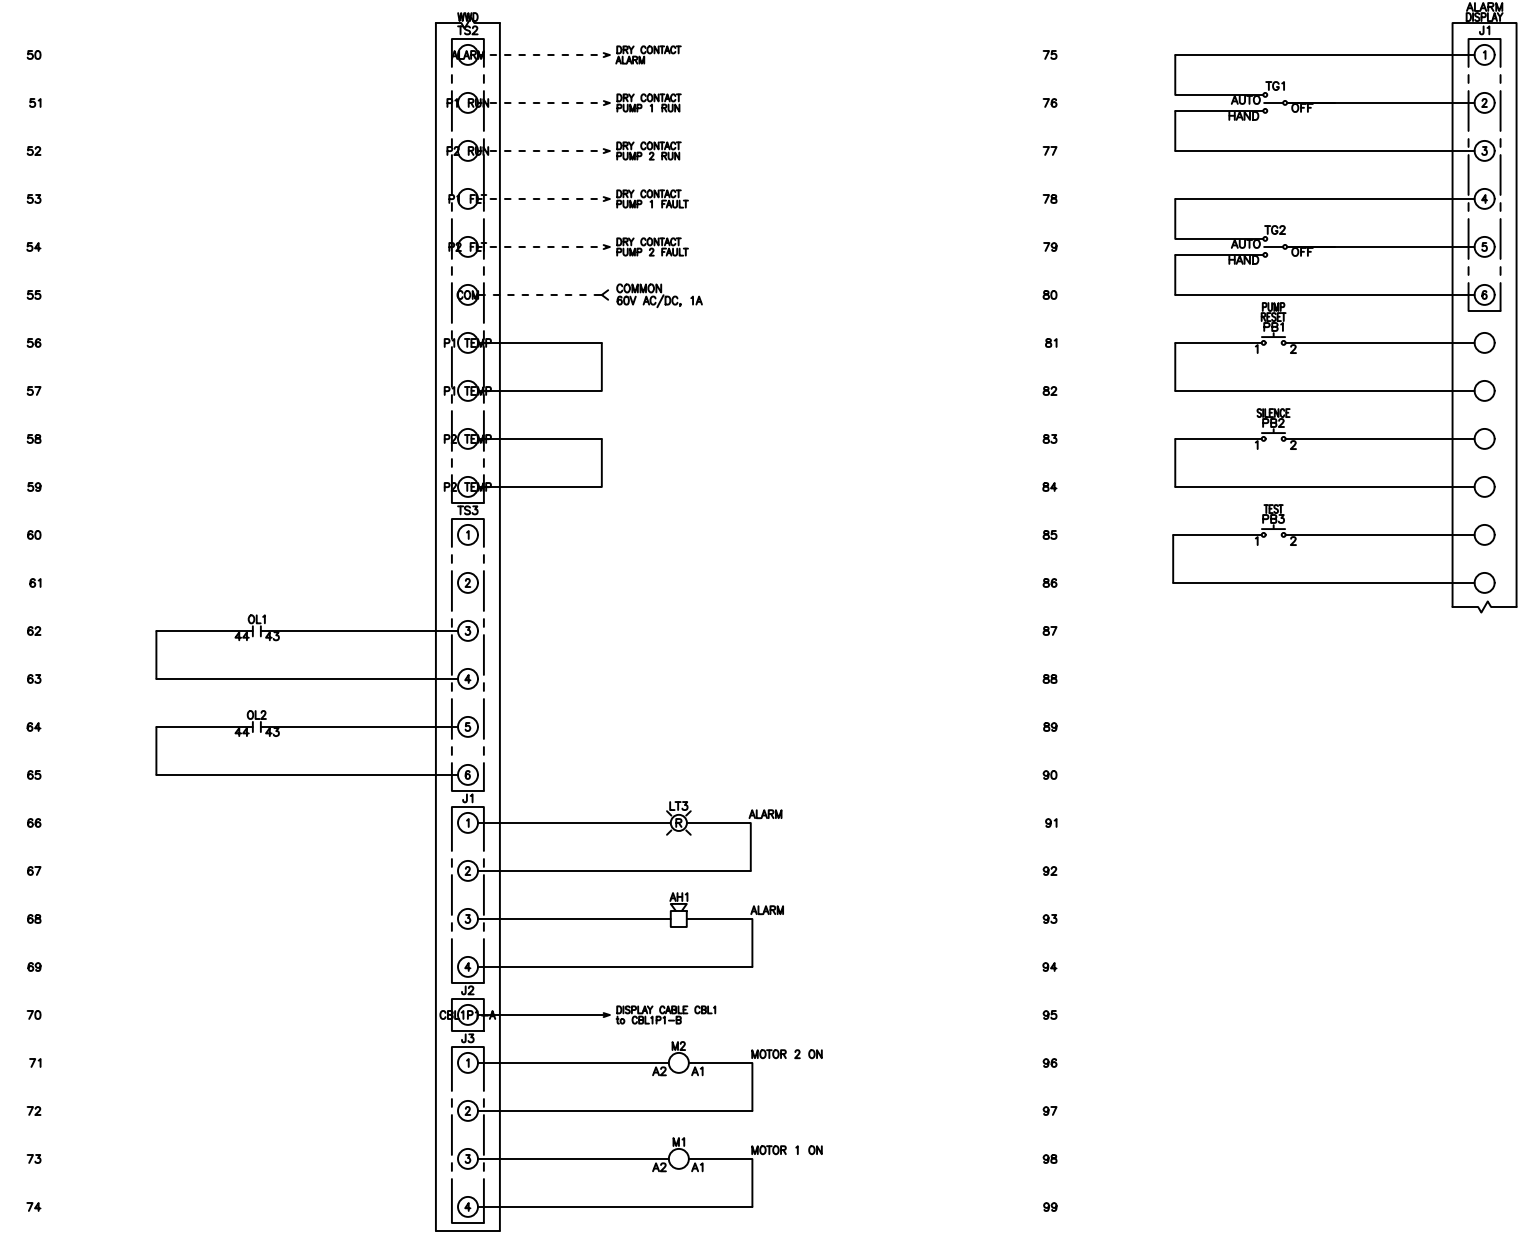 WWD
TS2
50
ALARM
DRY CONTACT
ALARM
51
P1 RUN
DRY CONTACT
PUMP 1 RUN
52
P2 RUN
DRY CONTACT
PUMP 2 RUN
53
P1 FLT
DRY CONTACT
PUMP 1 FAULT
54
P2 FLT
DRY CONTACT
PUMP 2 FAULT
55
COM
COMMON
60V AC/DC, 1A
56
P1 TEMP
57
P1 TEMP
58
P2 TEMP
59
P2 TEMP
TS3
60
1
61
2
OL1
62
44 43
3
63
4
OL2
64
44 43
5
65
6
J1
LT3
66
1
R
ALARM
67
2
AH1
68
3
ALARM
69
4
J2
70
CBL1P1-A
DISPLAY CABLE CBL1
to CBL1P1-B
J3
M2
71
1
A2 A1
MOTOR 2 ON
72
2
M1
73
3
A2 A1
MOTOR 1 ON
74
4
ALARM
DISPLAY
J1
75
1
TG1
76
AUTO
OFF
HAND
2
77
3
78
4
TG2
79
AUTO
OFF
HAND
5
80
6
PUMP
RESET
PB1
81
1 2
82
SILENCE
PB2
83
1 2
84
TEST
PB3
85
1 2
86
87
88
89
90
91
92
93
94
95
96
97
98
99